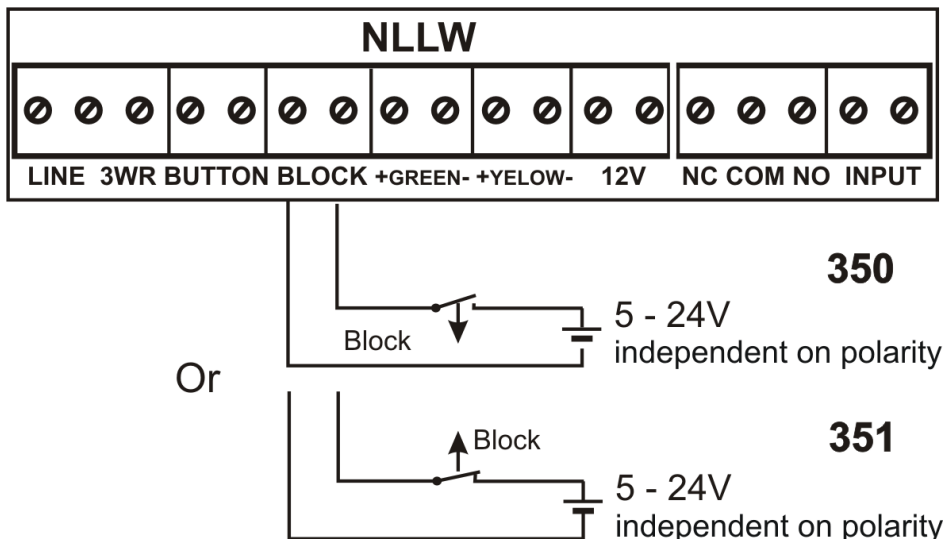 NLLW
LINE 3WR BUTTON BLOCK +GREEN- +YELOW- 12V NC COM NO INPUT
350
5 - 24V
Block
independent on polarity
Or
351
Block
5 - 24V
independent on polarity